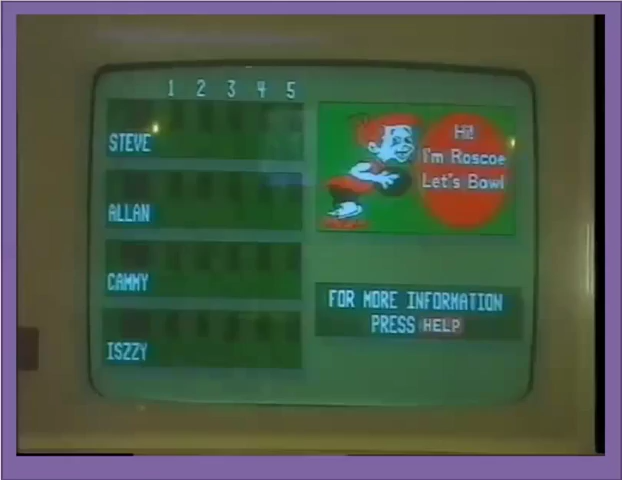 1 2 3 4 5
STEVE
ALLAN
CAMMY
ISZZY
Hi!
I'm Roscoe
Let's Bowl
FOR MORE INFORMATION
PRESS HELP